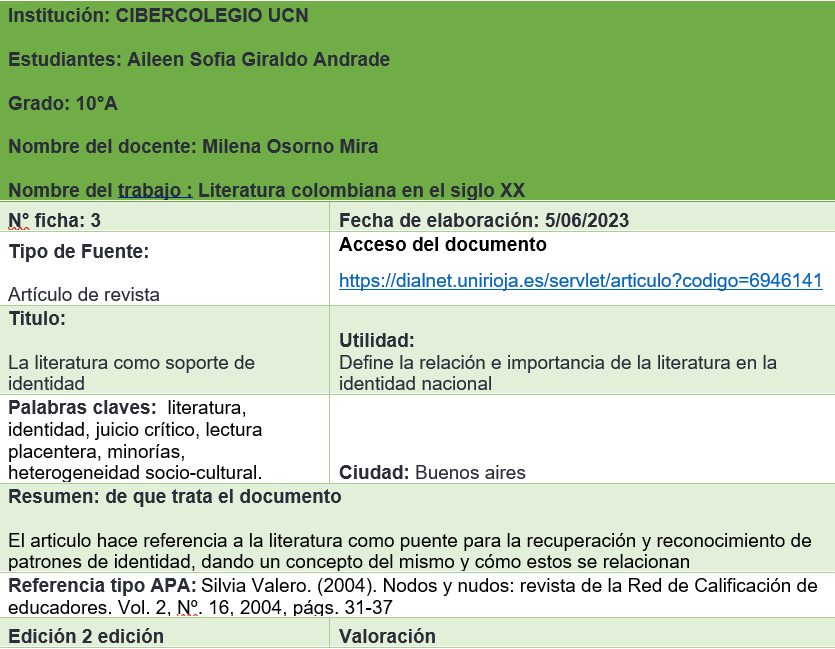 Institución: CIBERCOLEGIO UCN
Estudiantes: Aileen Sofia Giraldo Andrade
Grado: 10°A
Nombre del docente: Milena Osorno Mira
Nombre del trabajo : Literatura colombiana en el siglo XX
N° ficha: 3
Fecha de elaboración: 5/06/2023
Tipo de Fuente:
Artículo de revista
Acceso del documento
https://dialnet.unirioja.es/servlet/articulo?codigo=6946141
Titulo:
La literatura como soporte de
identidad
Utilidad:
Define la relación e importancia de la literatura en la
identidad nacional
Palabras claves: literatura,
identidad, juicio crítico, lectura
placentera, minorías,
heterogeneidad socio-cultural.
Ciudad: Buenos aires
Resumen: de que trata el documento
El articulo hace referencia a la literatura como puente para la recuperación y reconocimiento de
patrones de identidad, dando un concepto del mismo y cómo estos se relacionan
Referencia tipo APA: Silvia Valero. (2004). Nodos y nudos: revista de la Red de Calificación de
educadores. Vol. 2, Nº. 16, 2004, págs. 31-37
Edición 2 edición
Valoración